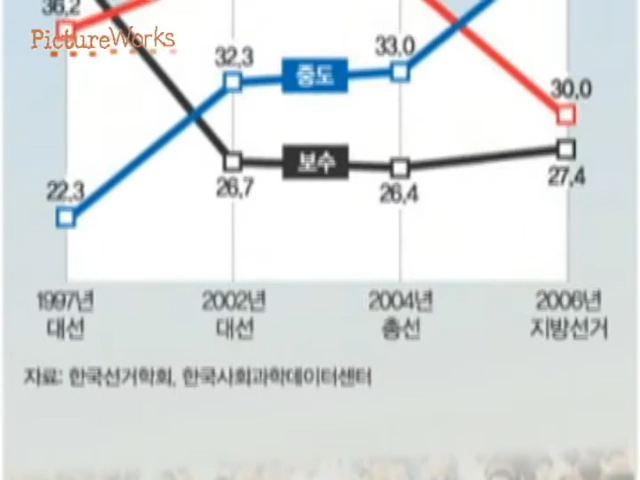 36,2
PictureWorks
32,3
중도
33,0
30,0
보수
22,3
26,7
26,4
27,4
1997년 2002년 2004년 2006년
대선 대선 총선 지방선거
자료: 한국선거학회, 한국사회과학데이터센터